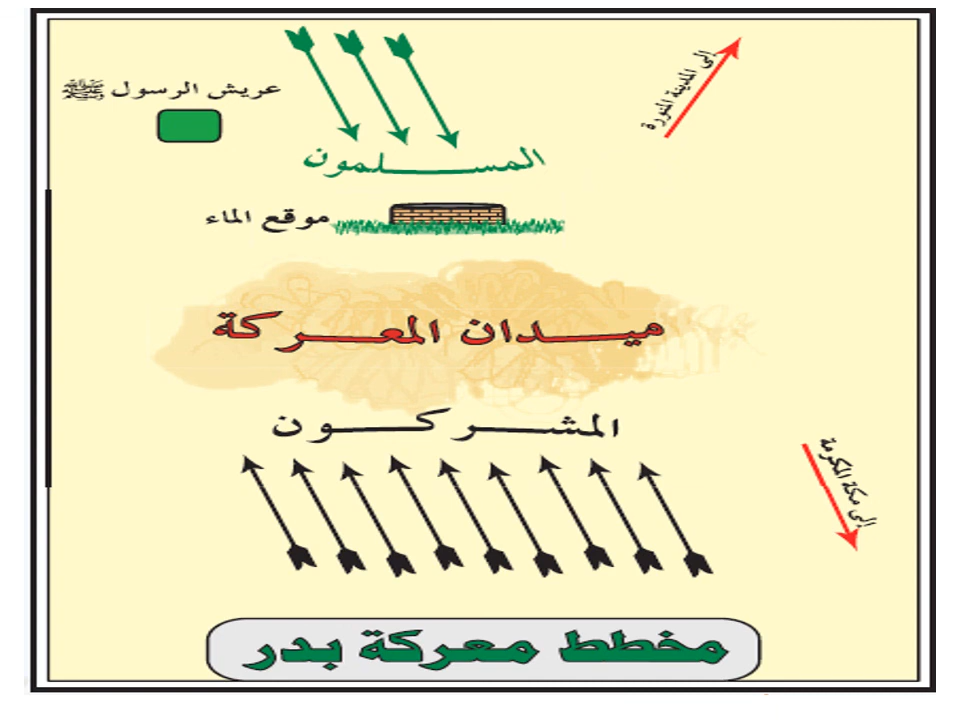 إلى المدينة المنورة
عريش الرسول ﷺ
المسلمون
موقع الماء
ميدان المعركة
المشركون
إلى مكة المكرمة
مخطط معركة بدر